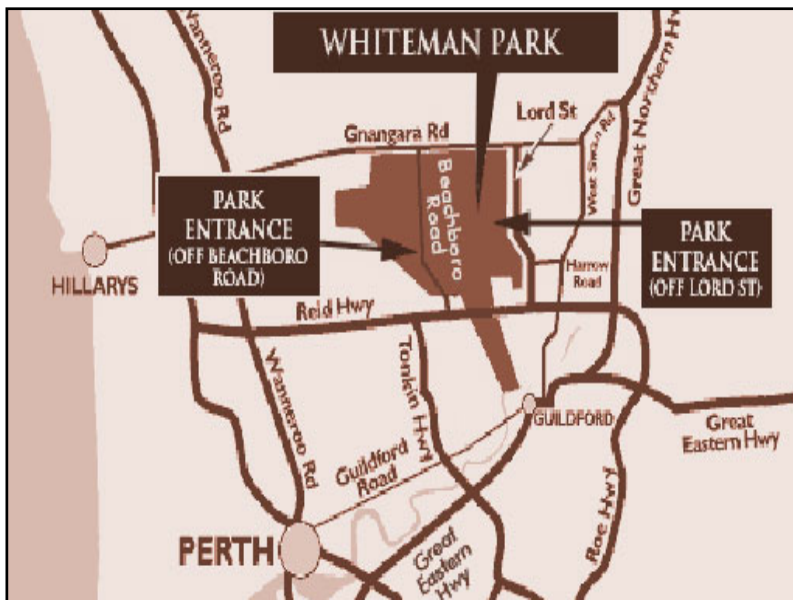 WHITEMAN PARK
Wanneroo Rd
Great Northern Hwy
Lord St
Gnangara Rd
West Swan Rd
Beachboro
Road
PARK
ENTRANCE
(OFF BEACHBORO
ROAD)
PARK
ENTRANCE
(OFF LORD ST)
HILLARYS
Harrow
Road
Reid Hwy
Wanneroo Rd
Tonkin Hwy
GUILDFORD
Great
Eastern Hwy
Guildford
Road
Roe Hwy
PERTH
Great
Eastern
Hwy